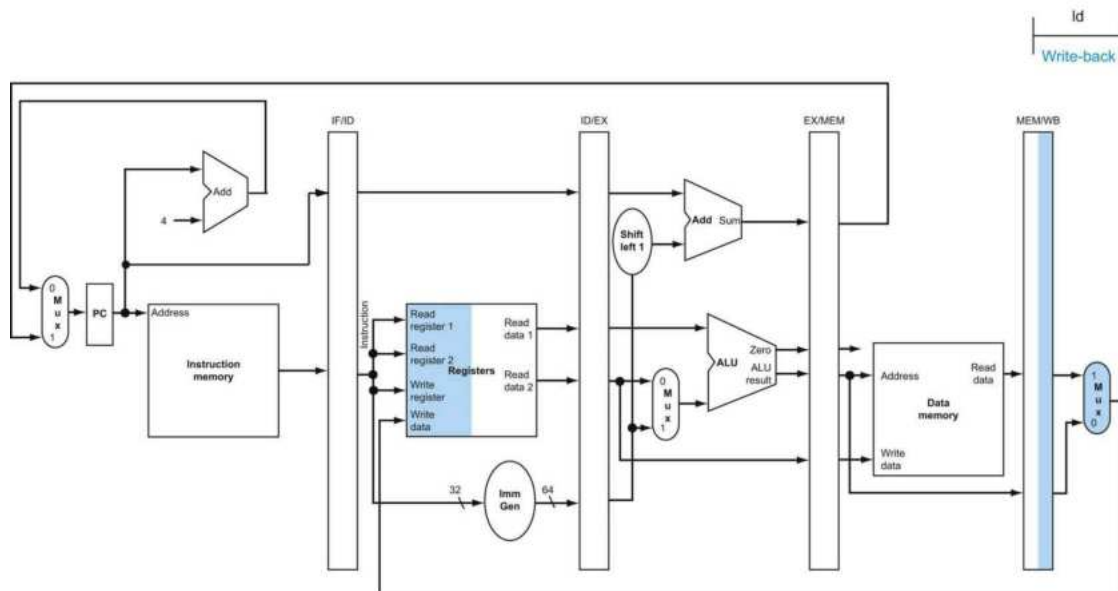 ld
Write-back
IF/ID
ID/EX
EX/MEM
MEM/WB
Add
4
Add Sum
Shift
left 1
0
M
u
x
1
PC
Address
Instruction
memory
Instruction
Read
register 1
Read
register 2
Write
register
Write
data
Registers
Read
data 1
Read
data 2
0
M
u
x
1
Zero
ALU
ALU
result
Address
Read
data
Data
memory
Write
data
1
M
u
x
0
32
Imm
Gen
64